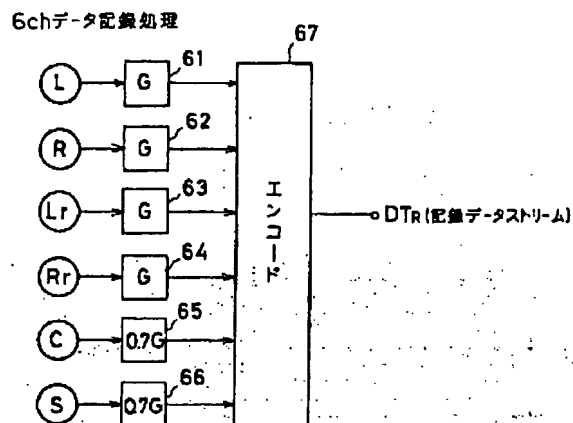 6chデータ記録処理
67
L G 61
R G 62
Lr G 63
Rr G 64
C 0.7G 65
S 0.7G 66
エンコード
DTR(記録データストリーム)